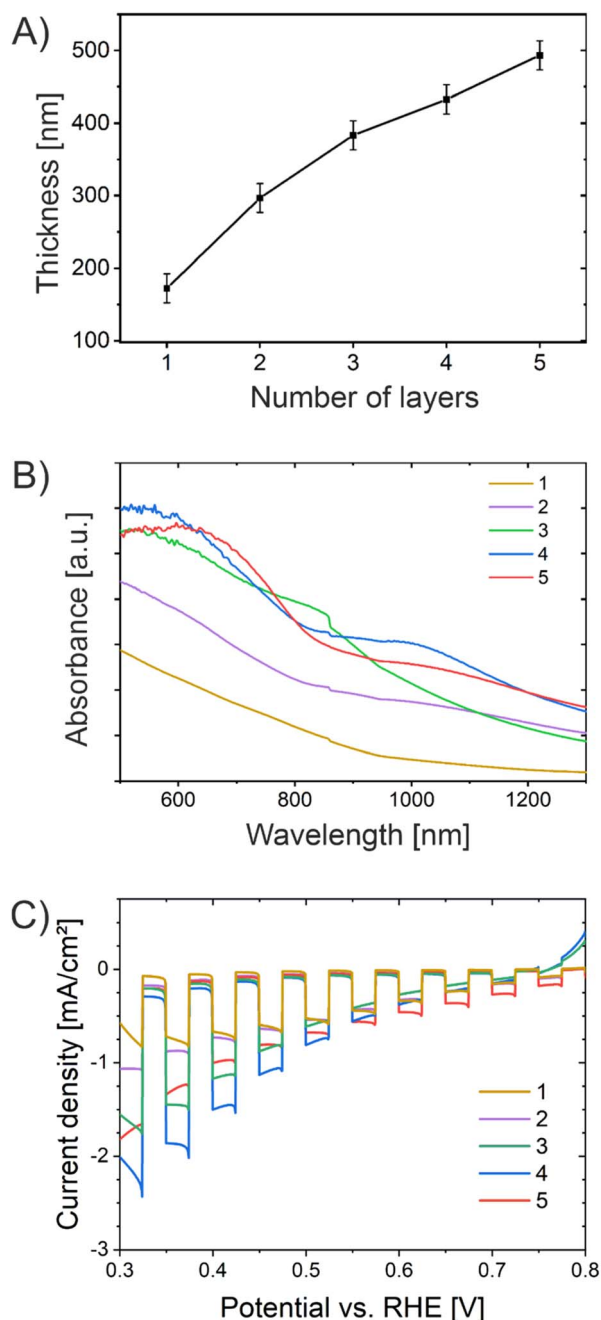 A)
Thickness [nm]
500
400
300
200
100
1 2 3 4 5
Number of layers
B)
Absorbance [a.u.]
1
2
3
4
5
600 800 1000 1200
Wavelength [nm]
C)
Current density [mA/cm²]
0
-1
-2
-3
1
2
3
4
5
0.3 0.4 0.5 0.6 0.7 0.8
Potential vs. RHE [V]